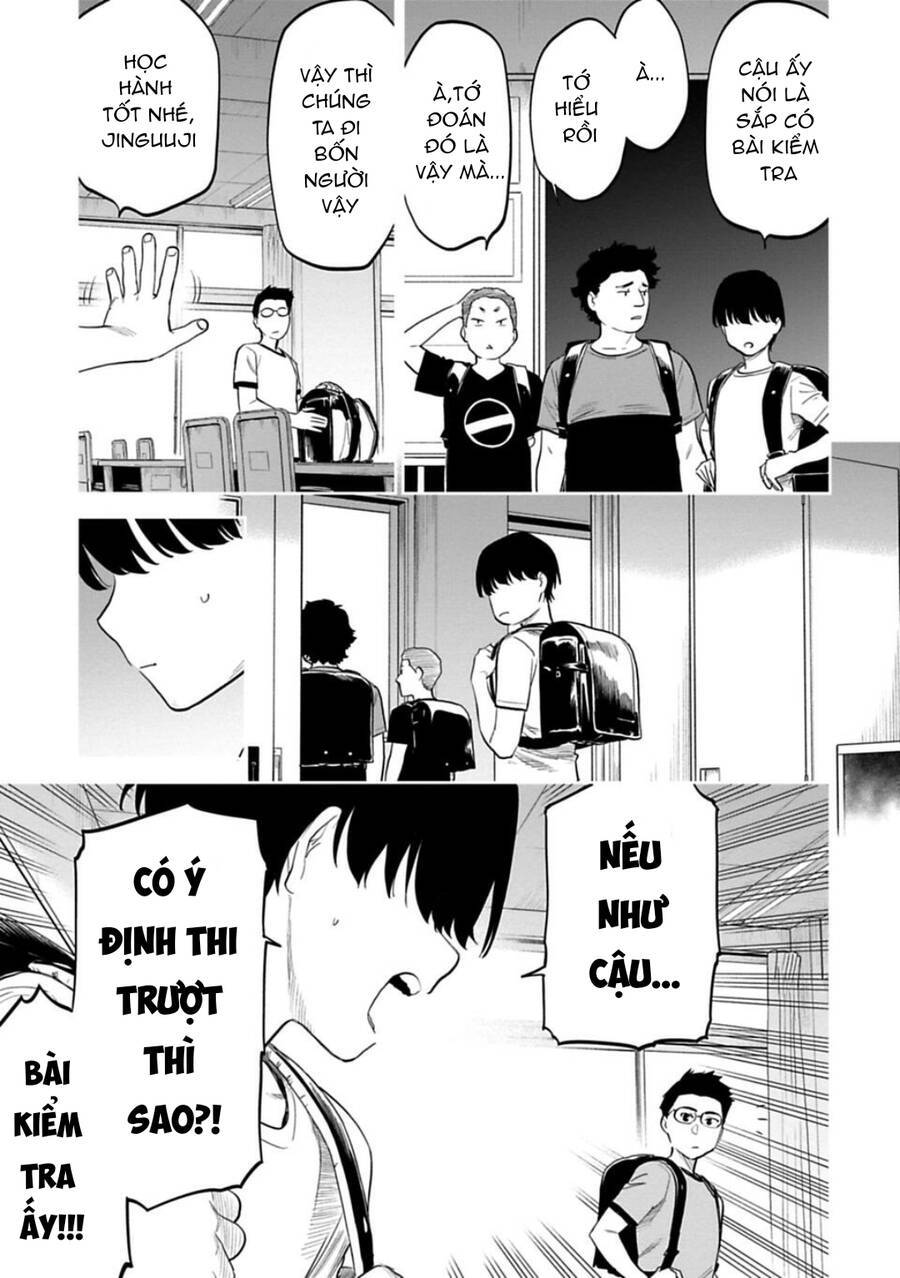 CẬU ẤY
NÓI LÀ
SẮP CÓ
BÀI KIỂM
TRA
À...
TỚ
HIỂU
RỒI
À,TỚ
ĐOÁN
ĐÓ LÀ
VẬY MÀ...
VẬY THÌ
CHÚNG
TA ĐI
BỐN
NGƯỜI
VẬY
HỌC
HÀNH
TỐT NHÉ,
JINGUUJI
NẾU
NHƯ
CẬU...
CÓ Ý
ĐỊNH THI
TRƯỢT
THÌ
SAO?!
BÀI
KIỂM
TRA
ẤY!!!